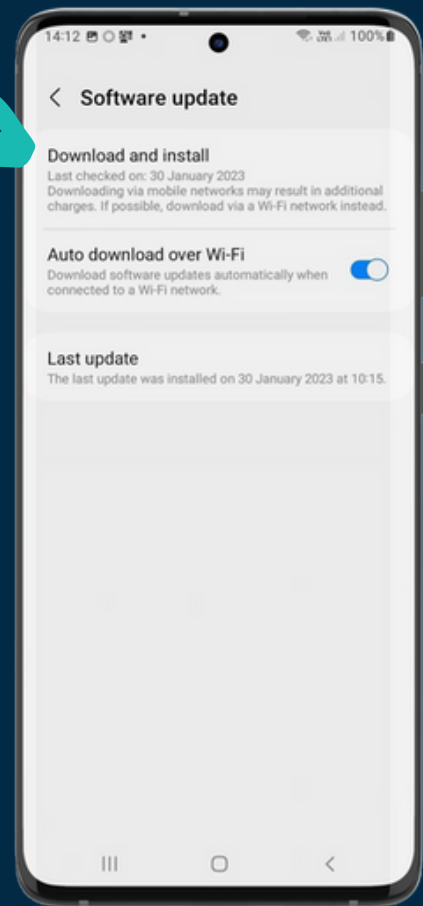 14:12
100%
Software update
Download and install
Last checked on: 30 January 2023
Downloading via mobile networks may result in additional
charges. If possible, download via a Wi-Fi network instead.
Auto download over Wi-Fi
Download software updates automatically when
connected to a Wi-Fi network.
Last update
The last update was installed on 30 January 2023 at 10:15.